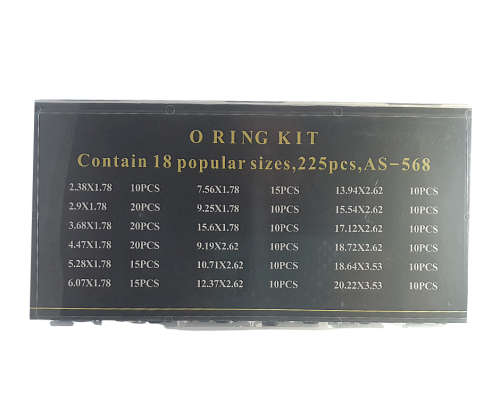 O RING KIT
Contain 18 popular sizes,225pcs,AS-568
2.38X1.78 10PCS 7.56X1.78 15PCS 13.94X2.62 10PCS
2.9X1.78 20PCS 9.25X1.78 10PCS 15.54X2.62 10PCS
3.68X1.78 20PCS 15.6X1.78 10PCS 17.12X2.62 10PCS
4.47X1.78 20PCS 9.19X2.62 10PCS 18.72X2.62 10PCS
5.28X1.78 15PCS 10.71X2.62 10PCS 18.64X3.53 10PCS
6.07X1.78 15PCS 12.37X2.62 10PCS 20.22X3.53 10PCS